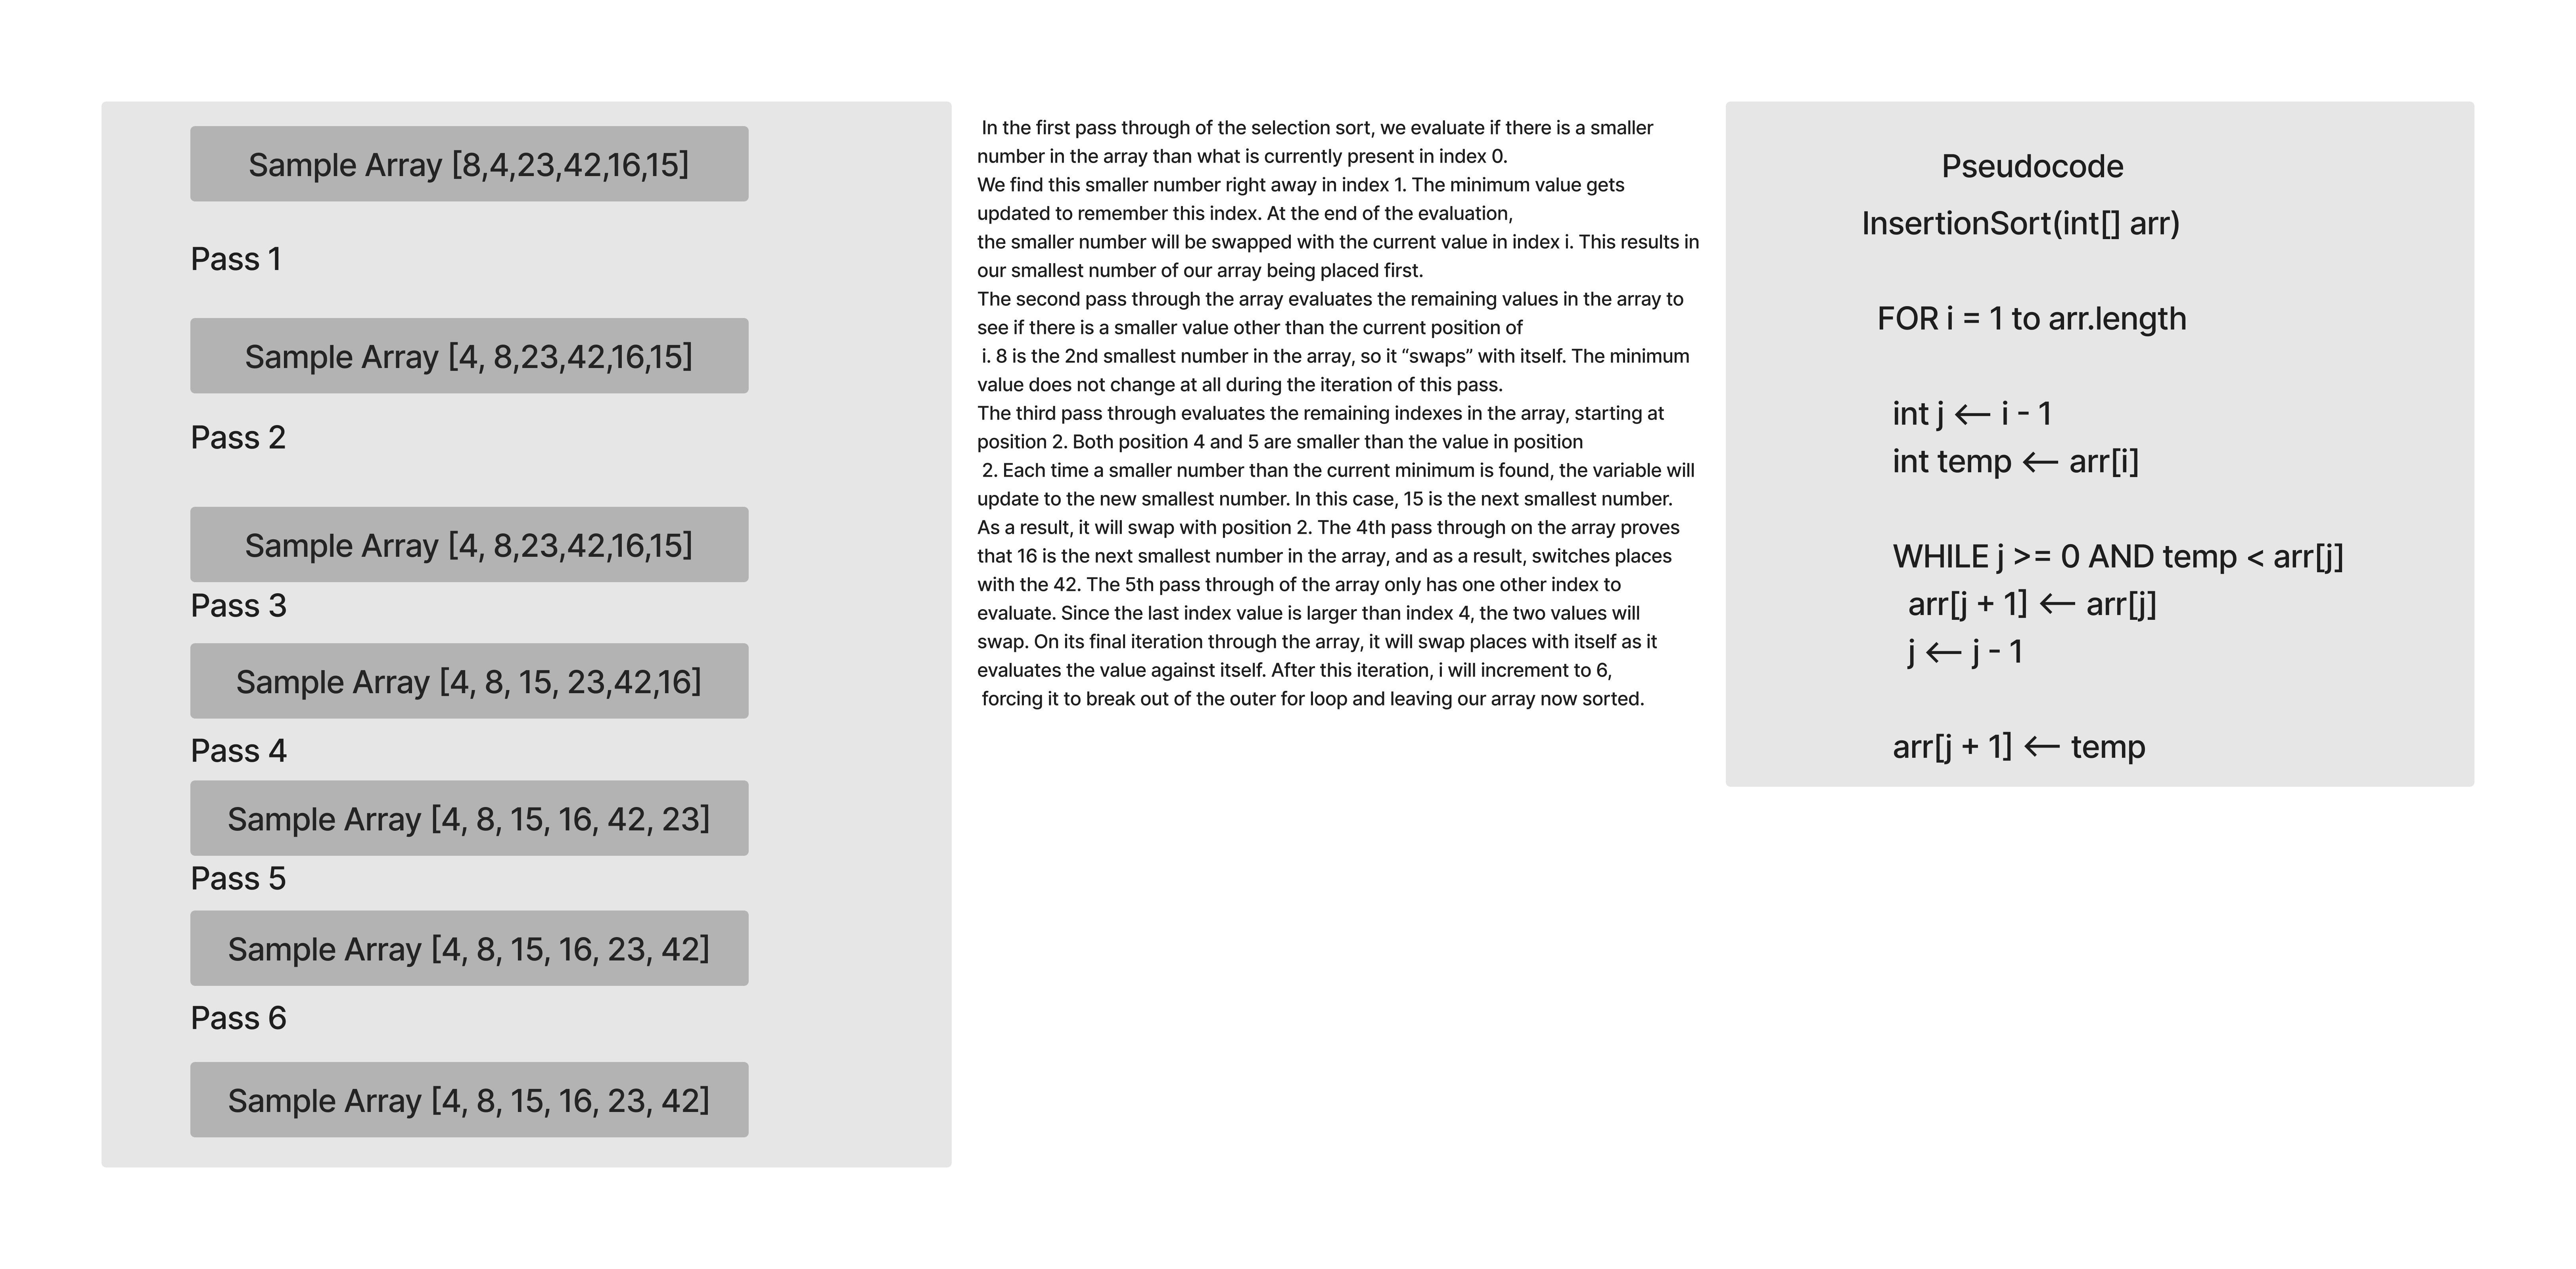 Sample Array [8,4,23,42,16,15]
Pass 1
Sample Array [4, 8,23,42,16,15]
Pass 2
Sample Array [4, 8,23,42,16,15]
Pass 3
Sample Array [4, 8, 15, 23,42,16]
Pass 4
Sample Array [4, 8, 15, 16, 42, 23]
Pass 5
Sample Array [4, 8, 15, 16, 23, 42]
Pass 6
Sample Array [4, 8, 15, 16, 23, 42]
In the first pass through of the selection sort, we evaluate if there is a smaller
number in the array than what is currently present in index 0.
We find this smaller number right away in index 1. The minimum value gets
updated to remember this index. At the end of the evaluation,
the smaller number will be swapped with the current value in index i. This results in
our smallest number of our array being placed first.
The second pass through the array evaluates the remaining values in the array to
see if there is a smaller value other than the current position of
i. 8 is the 2nd smallest number in the array, so it “swaps” with itself. The minimum
value does not change at all during the iteration of this pass.
The third pass through evaluates the remaining indexes in the array, starting at
position 2. Both position 4 and 5 are smaller than the value in position
2. Each time a smaller number than the current minimum is found, the variable will
update to the new smallest number. In this case, 15 is the next smallest number.
As a result, it will swap with position 2. The 4th pass through on the array proves
that 16 is the next smallest number in the array, and as a result, switches places
with the 42. The 5th pass through of the array only has one other index to
evaluate. Since the last index value is larger than index 4, the two values will
swap. On its final iteration through the array, it will swap places with itself as it
evaluates the value against itself. After this iteration, i will increment to 6,
forcing it to break out of the outer for loop and leaving our array now sorted.
Pseudocode
InsertionSort(int[] arr)
FOR i = 1 to arr.length
int j ⟵ i - 1
int temp ⟵ arr[i]
WHILE j >= 0 AND temp < arr[j]
arr[j + 1] ⟵ arr[j]
j ⟵ j - 1
arr[j + 1] ⟵ temp